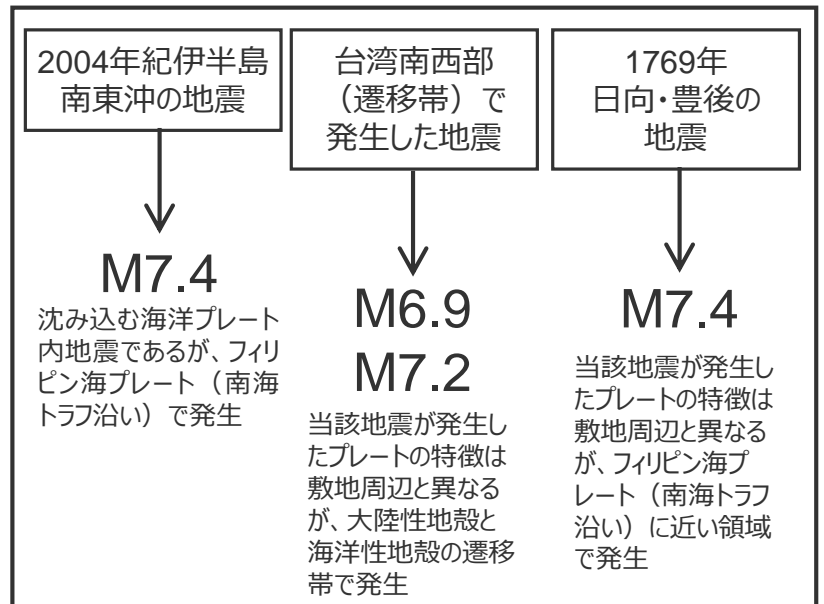 2004年紀伊半島
南東沖の地震
M7.4
沈み込む海洋プレート
内地震であるが、フィリ
ピン海プレート（南海
トラフ沿い）で発生
台湾南西部
（遷移帯）で
発生した地震
M6.9
M7.2
当該地震が発生し
たプレートの特徴は
敷地周辺と異なる
が、大陸性地殻と
海洋性地殻の遷移
帯で発生
1769年
日向・豊後の
地震
M7.4
当該地震が発生し
たプレートの特徴は
敷地周辺と異なる
が、フィリピン海プ
レート（南海トラフ
沿い）に近い領域
で発生